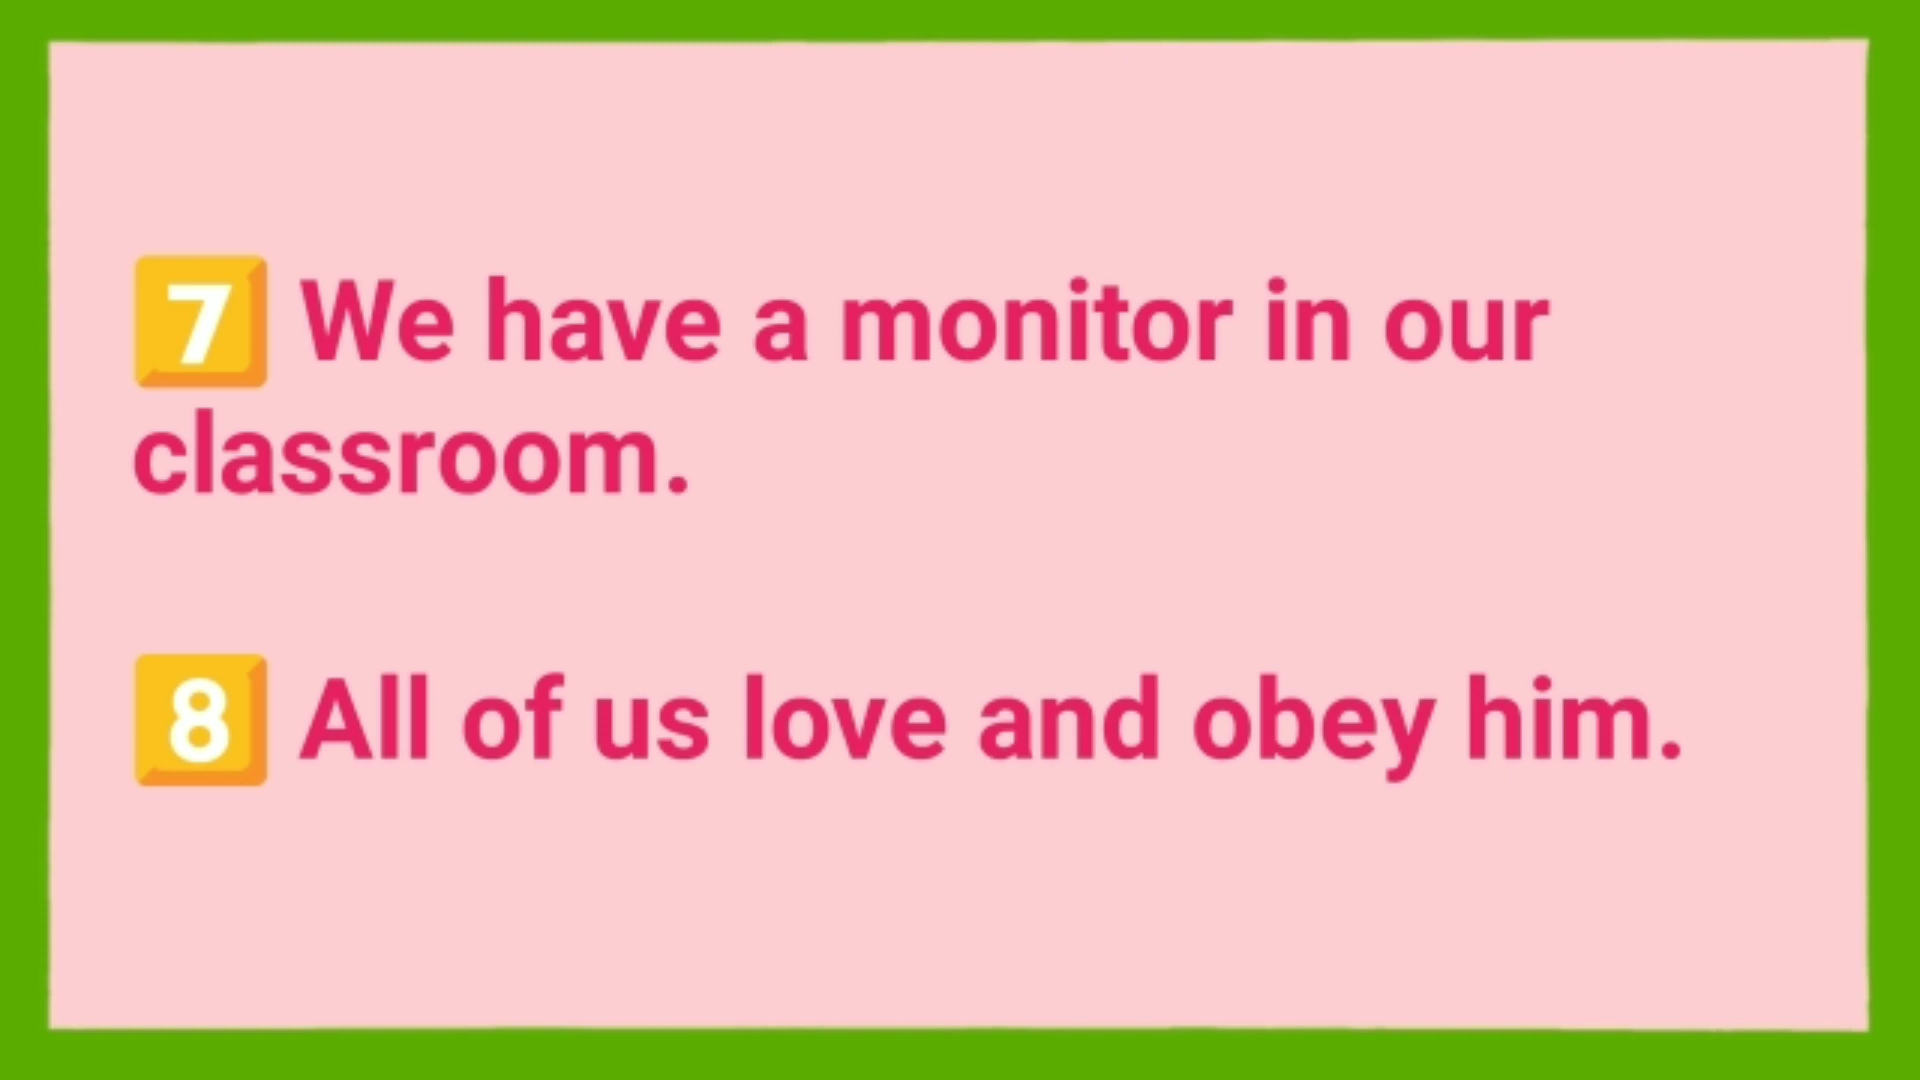 7 We have a monitor in our
classroom.
8 All of us love and obey him.